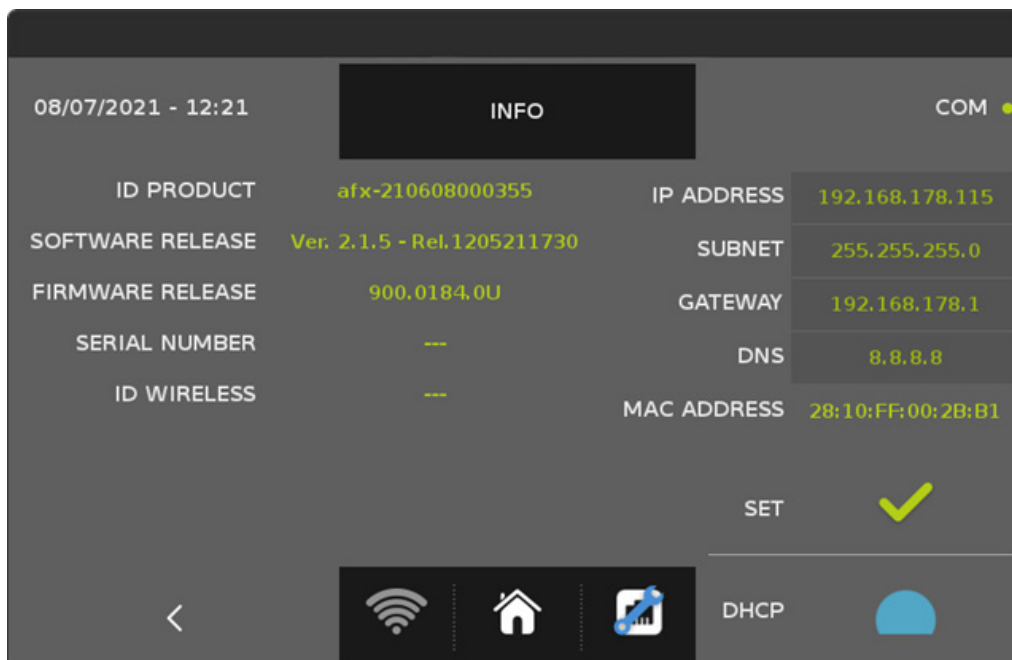 08/07/2021 - 12:21
INFO
COM
ID PRODUCT afx-210608000355
SOFTWARE RELEASE Ver. 2.1.5 - Rel.1205211730
FIRMWARE RELEASE 900.0184.0U
SERIAL NUMBER ---
ID WIRELESS ---
IP ADDRESS 192.168.178.115
SUBNET 255.255.255.0
GATEWAY 192.168.178.1
DNS 8.8.8.8
MAC ADDRESS 28:10:FF:00:2B:B1
SET
DHCP